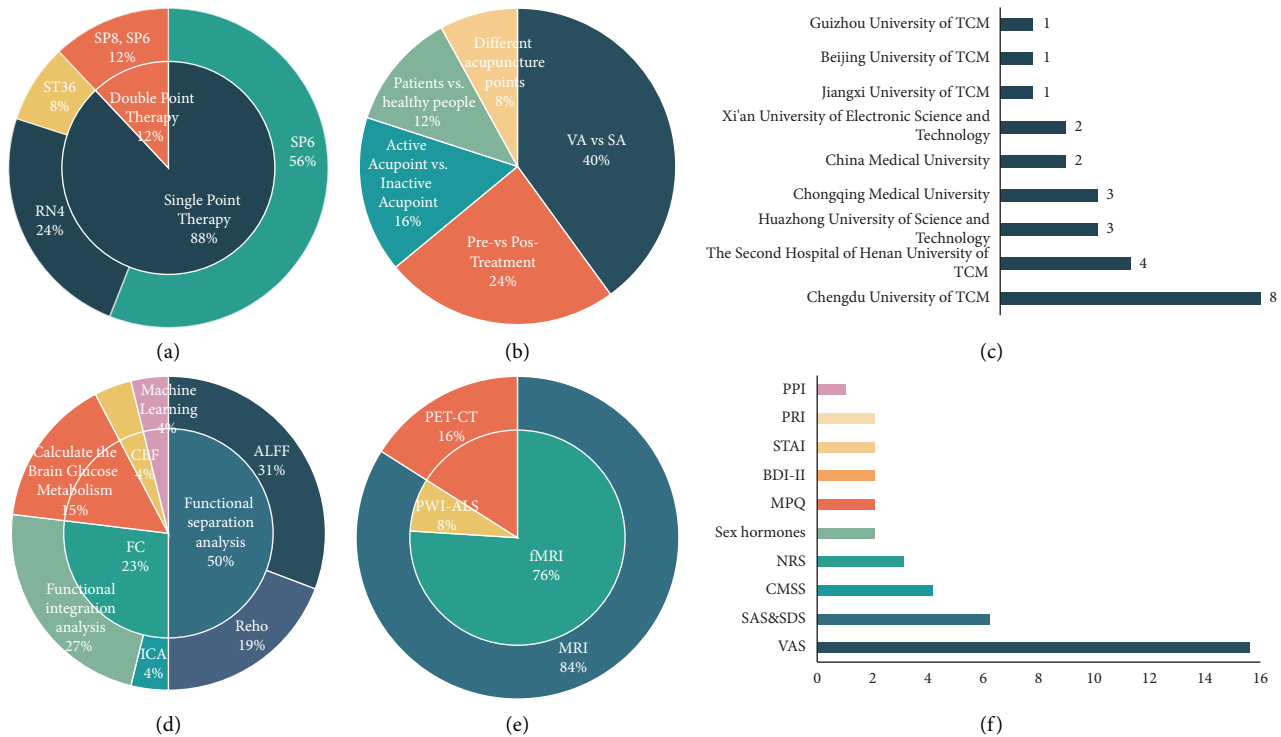 SP8, SP6
12%
ST36
8%
Double Point
Therapy
12%
SP6
56%
RN4
24%
Single Point
Therapy
88%
(a)
Different
acupuncture
points
8%
Patients vs.
healthy people
12%
VA vs SA
40%
Active
Acupoint vs.
Inactive
Acupoint
16%
Pre-vs Pos-
Treatment
24%
(b)
Guizhou University of TCM
1
Beijing University of TCM
1
Jiangxi University of TCM
1
Xi'an University of Electronic Science and
Technology
2
China Medical University
2
Chongqing Medical University
3
Huazhong University of Science and
Technology
3
The Second Hospital of Henan University of
TCM
4
Chengdu University of TCM
8
(c)
Machine
Learning
4%
Calculate the
Brain Glucose
Metabolism
15%
CBF
4%
ALFF
31%
Functional
separation
analysis
50%
FC
23%
Functional
integration
analysis
27%
ICA
4%
Reho
19%
(d)
PET-CT
16%
PWI-ALS
8%
fMRI
76%
MRI
84%
(e)
PPI
PRI
STAI
BDI-II
MPQ
Sex hormones
NRS
CMSS
SAS&SDS
VAS
0 2 4 6 8 10 12 14 16
(f)